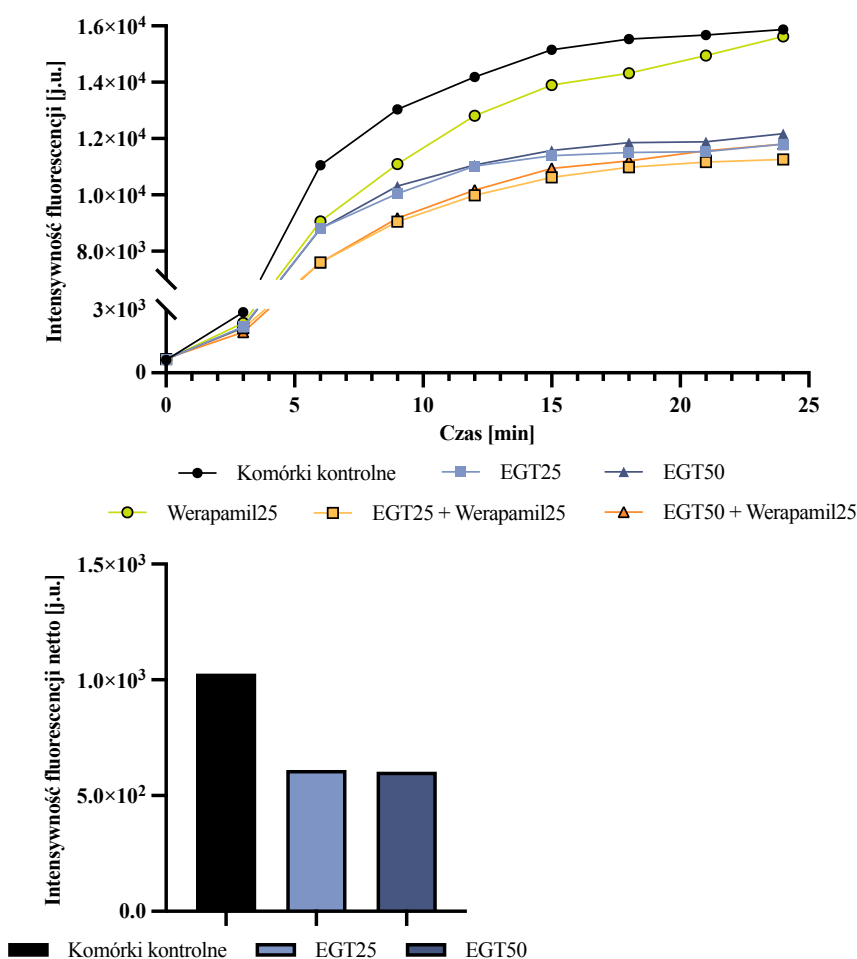 Intensywność fluorescencji [j.u.]
1.6×10⁴
1.4×10⁴
1.2×10⁴
1.0×10⁴
8.0×10³
3×10³
0
0 5 10 15 20 25
Czas [min]
Komórki kontrolne EGT25 EGT50
Werapamil25 EGT25 + Werapamil25 EGT50 + Werapamil25
Intensywność fluorescencji netto [j.u.]
1.5×10³
1.0×10³
5.0×10²
0.0
Komórki kontrolne EGT25 EGT50